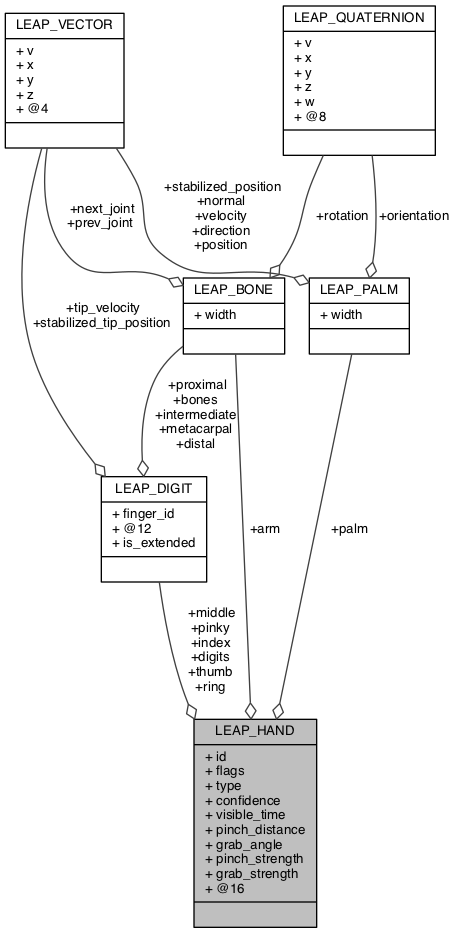 LEAP_VECTOR
+ v
+ x
+ y
+ z
+ @4
LEAP_QUATERNION
+ v
+ x
+ y
+ z
+ w
+ @8
+next_joint
+prev_joint
+stabilized_position
+normal
+velocity
+direction
+position
+rotation
+orientation
+tip_velocity
+stabilized_tip_position
LEAP_BONE
+ width
LEAP_PALM
+ width
+proximal
+bones
+intermediate
+metacarpal
+distal
LEAP_DIGIT
+ finger_id
+ @12
+ is_extended
+arm
+palm
+middle
+pinky
+index
+digits
+thumb
+ring
LEAP_HAND
+ id
+ flags
+ type
+ confidence
+ visible_time
+ pinch_distance
+ grab_angle
+ pinch_strength
+ grab_strength
+ @16